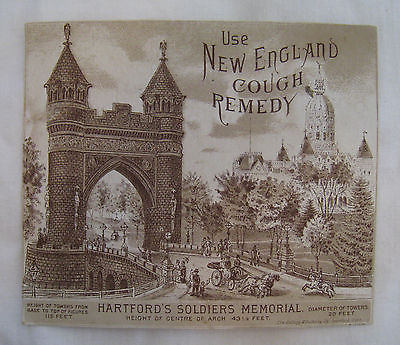 Use
New England
Cough
Remedy
HEIGHT OF TOWERS FROM
BASE TO TOP OF FIGURES
115 FEET.
HARTFORD'S SOLDIERS MEMORIAL.
HEIGHT OF CENTRE OF ARCH 43½ FEET.
DIAMETER OF TOWERS
20 FEET.